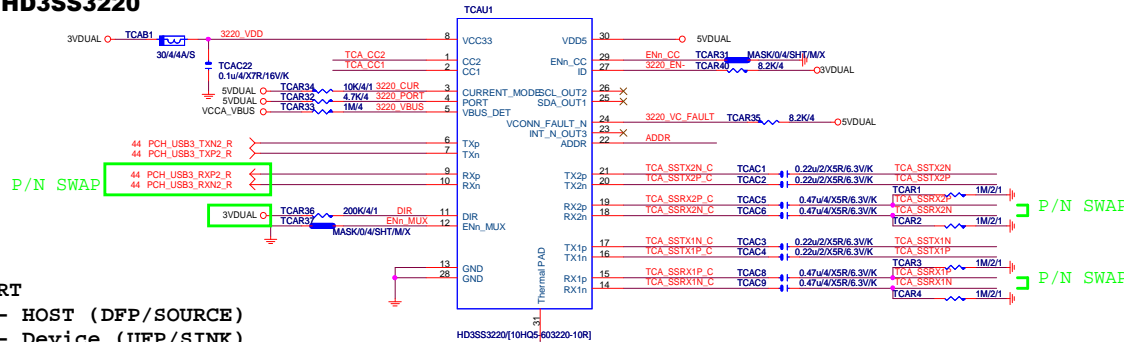 HD3SS3220
TCAU1
3VDUAL TCAB1 3220_VDD 8 VCC33 VDD5 30 5VDUAL
30/4/4A/S
TCAC22
0.1u/4/X7R/16V/K
TCA_CC2 1 CC2 ENn_CC 29 ENn_CC TCAR31 MASK/0/4/SHT/M/X
TCA_CC1 2 CC1 ID 27 3220_EN- TCAR40 8.2K/4 3VDUAL
5VDUAL TCAR34 10K/4/1 3220_CUR 3 CURRENT_MODE SCL_OUT2 26
5VDUAL TCAR32 4.7K/4 3220_PORT 4 PORT SDA_OUT1 25
VCCA_VBUS TCAR33 1M/4 3220_VBUS 5 VBUS_DET
VCONN_FAULT_N 24 3220_VC_FAULT TCAR35 8.2K/4 5VDUAL
INT_N_OUT3 23
ADDR 22 ADDR
44 PCH_USB3_TXN2_R 6 TXp
44 PCH_USB3_TXP2_R 7 TXn
P/N SWAP
44 PCH_USB3_RXP2_R 9 RXp
44 PCH_USB3_RXN2_R 10 RXn
TX2p 21 TCA_SSTX2N_C TCAC1 0.22u/2/X5R/6.3V/K TCA_SSTX2N
TX2n 20 TCA_SSTX2P_C TCAC2 0.22u/2/X5R/6.3V/K TCA_SSTX2P
TCAR1 1M/2/1
RX2p 19 TCA_SSRX2P_C TCAC5 0.47u/4/X5R/6.3V/K TCA_SSRX2P
RX2n 18 TCA_SSRX2N_C TCAC6 0.47u/4/X5R/6.3V/K TCA_SSRX2N
P/N SWAP
TCAR2 1M/2/1
3VDUAL TCAR36 200K/4/1 DIR 11 DIR
TCAR37 ENn_MUX 12 ENn_MUX
MASK/0/4/SHT/M/X
TX1p 17 TCA_SSTX1N_C TCAC3 0.22u/2/X5R/6.3V/K TCA_SSTX1N
TX1n 16 TCA_SSTX1P_C TCAC4 0.22u/2/X5R/6.3V/K TCA_SSTX1P
TCAR3 1M/2/1
13 GND
28 GND
RX1p 15 TCA_SSRX1P_C TCAC8 0.47u/4/X5R/6.3V/K TCA_SSRX1P
RX1n 14 TCA_SSRX1N_C TCAC9 0.47u/4/X5R/6.3V/K TCA_SSRX1N
P/N SWAP
TCAR4 1M/2/1
Thermal PAD
31
RT
- HOST (DFP/SOURCE)
- Device (UFP/SINK)
HD3SS3220/[10HQ5-603220-10R]